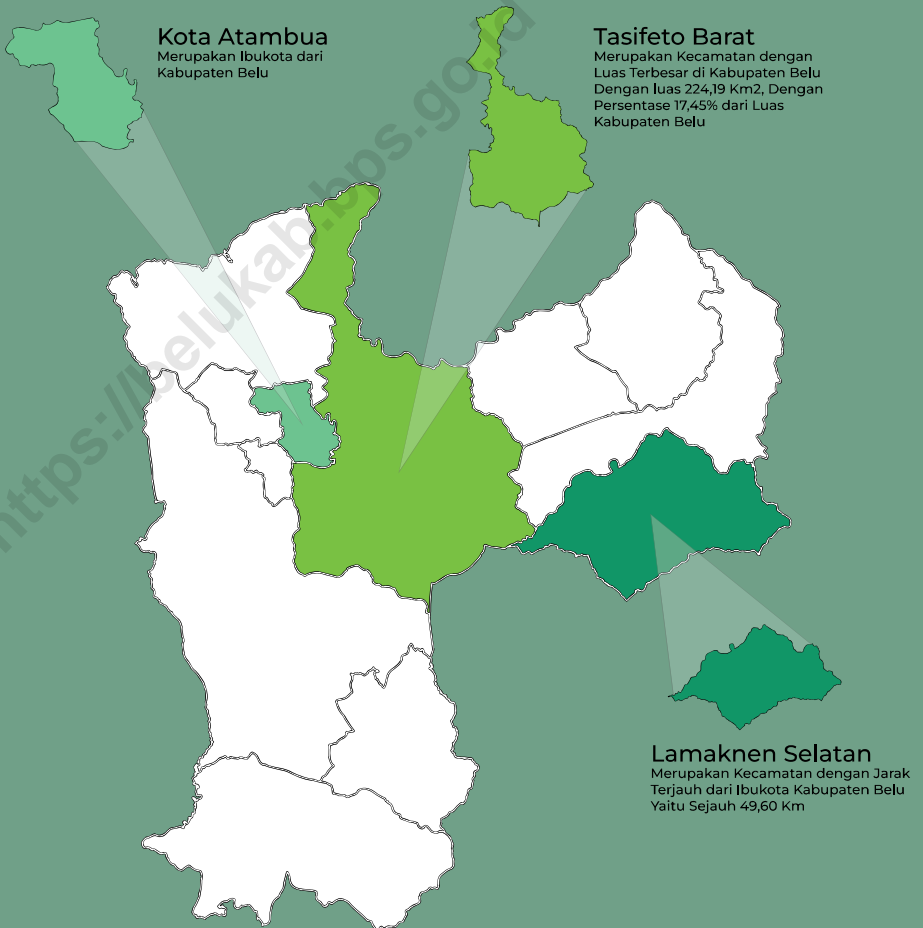 Kota Atambua
Merupakan Ibukota dari
Kabupaten Belu
Tasifeto Barat
Merupakan Kecamatan dengan
Luas Terbesar di Kabupaten Belu
Dengan luas 224,19 Km2, Dengan
Persentase 17,45% dari Luas
Kabupaten Belu
https://belukab.bps.go.id
Lamaknen Selatan
Merupakan Kecamatan dengan Jarak
Terjauh dari Ibukota Kabupaten Belu
Yaitu Sejauh 49,60 Km